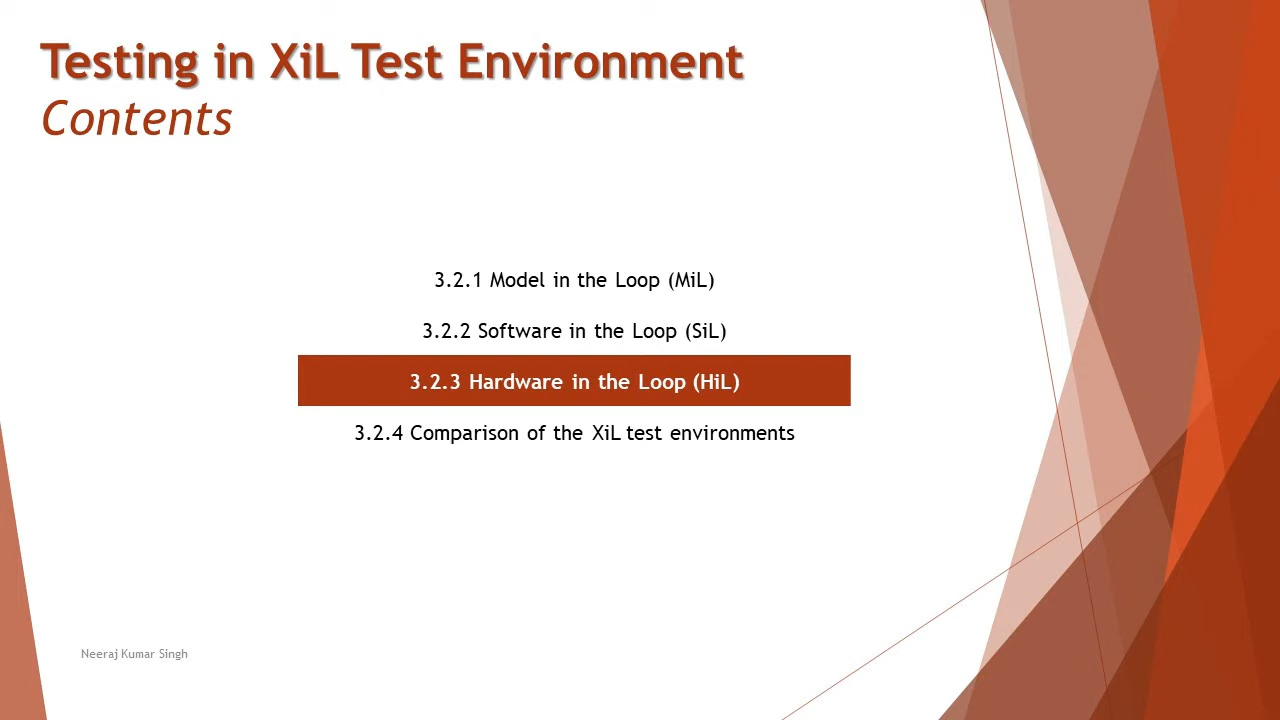 Testing in XiL Test Environment
Contents
3.2.1 Model in the Loop (MiL)
3.2.2 Software in the Loop (SiL)
3.2.3 Hardware in the Loop (HiL)
3.2.4 Comparison of the XiL test environments
Neeraj Kumar Singh